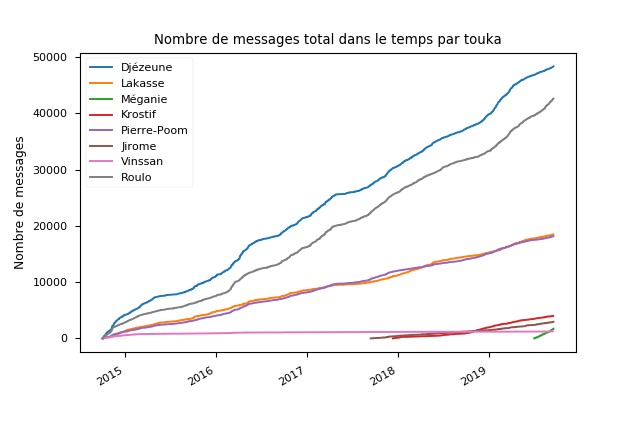 Nombre de messages total dans le temps par touka
Nombre de messages
50000
40000
30000
20000
10000
0
Djézeune
Lakasse
Méganie
Krostif
Pierre-Poom
Jirome
Vinssan
Roulo
2015
2016
2017
2018
2019